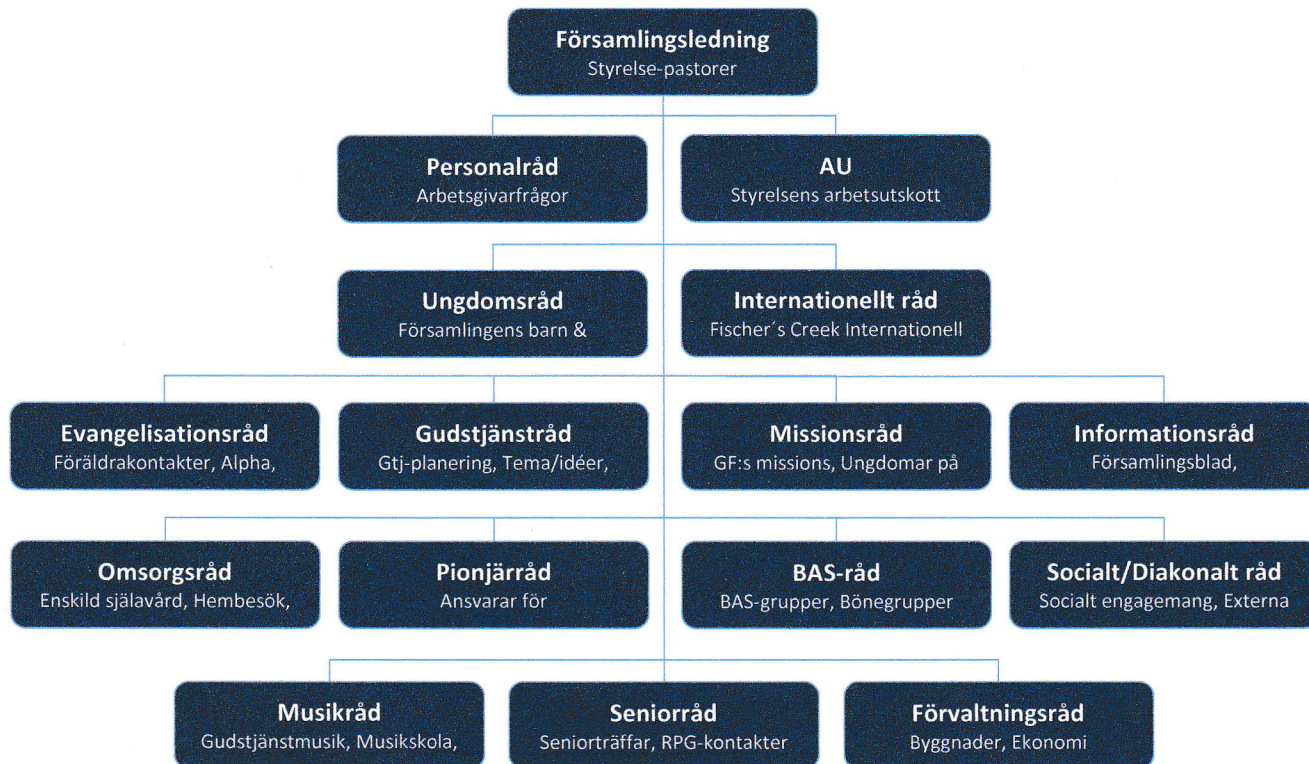 Församlingsledning
Styrelse-pastorer
Personalråd
Arbetsgivarfrågor
AU
Styrelsens arbetsutskott
Ungdomsråd
Församlingens barn &
Internationellt råd
Fischer´s Creek Internationell
Evangelisationsråd
Föräldrakontakter, Alpha,
Gudstjänstråd
Gtj-planering, Tema/idéer,
Missionsråd
GF:s missions, Ungdomar på
Informationsråd
Församlingsblad,
Omsorgsråd
Enskild själavård, Hembesök,
Pionjärråd
Ansvarar för
BAS-råd
BAS-grupper, Bönegrupper
Socialt/Diakonalt råd
Socialt engagemang, Externa
Musikråd
Gudstjänstmusik, Musikskola,
Seniorråd
Seniorträffar, RPG-kontakter
Förvaltningsråd
Byggnader, Ekonomi